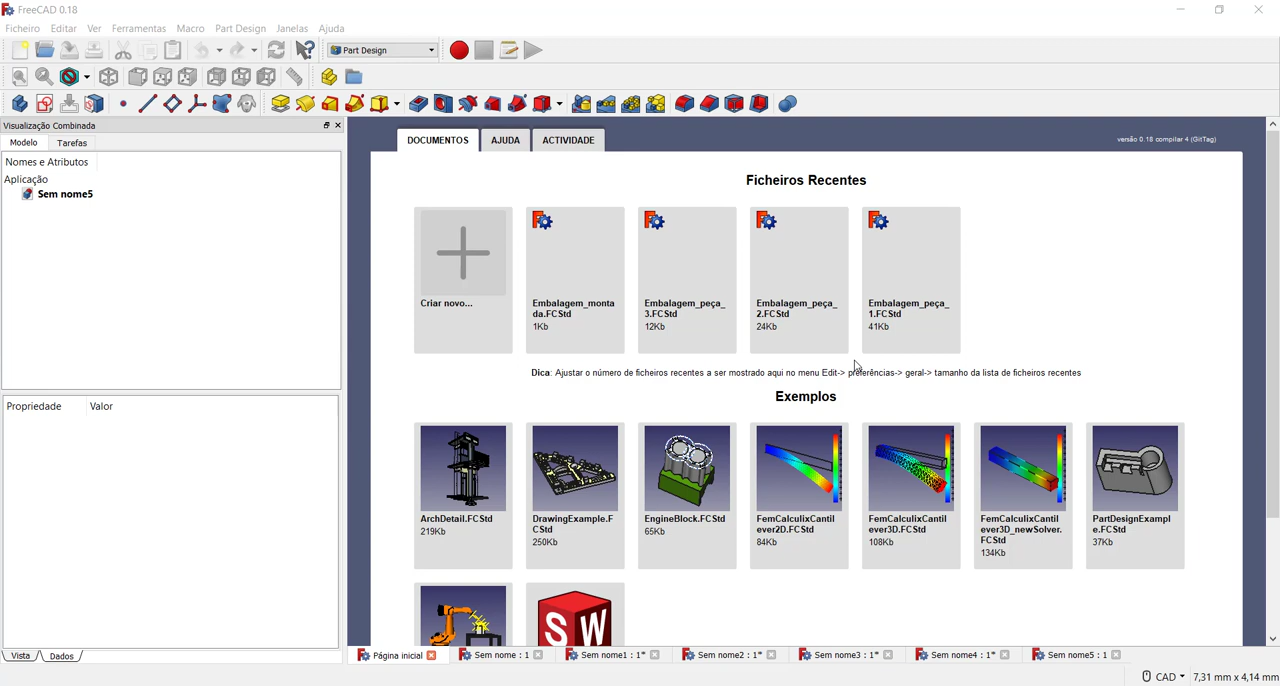 FreeCAD 0.18
Ficheiro Editar Ver Ferramentas Macro Part Design Janelas Ajuda
Part Design
Visualização Combinada
Modelo Tarefas
Nomes e Atributos
Aplicação
Sem nome5
Propriedade Valor
Vista Dados
DOCUMENTOS AJUDA ACTIVIDADE
versão 0.18 compilar 4 (GitTag)
Ficheiros Recentes
Criar novo...
Embalagem_monta
da.FCStd
1Kb
Embalagem_peça_
3.FCStd
12Kb
Embalagem_peça_
2.FCStd
24Kb
Embalagem_peça_
1.FCStd
41Kb
Dica: Ajustar o número de ficheiros recentes a ser mostrado aqui no menu Edit-> preferências-> geral-> tamanho da lista de ficheiros recentes
Exemplos
ArchDetail.FCStd
219Kb
DrawingExample.F
CStd
250Kb
EngineBlock.FCStd
65Kb
FemCalculixCantil
ever2D.FCStd
84Kb
FemCalculixCantil
ever3D.FCStd
108Kb
FemCalculixCantil
ever3D_newSolver.
FCStd
134Kb
PartDesignExampl
e.FCStd
37Kb
SW
Página inicial Sem nome : 1 Sem nome1 : 1* Sem nome2 : 1* Sem nome3 : 1* Sem nome4 : 1* Sem nome5 : 1
CAD 7,31 mm x 4,14 mm